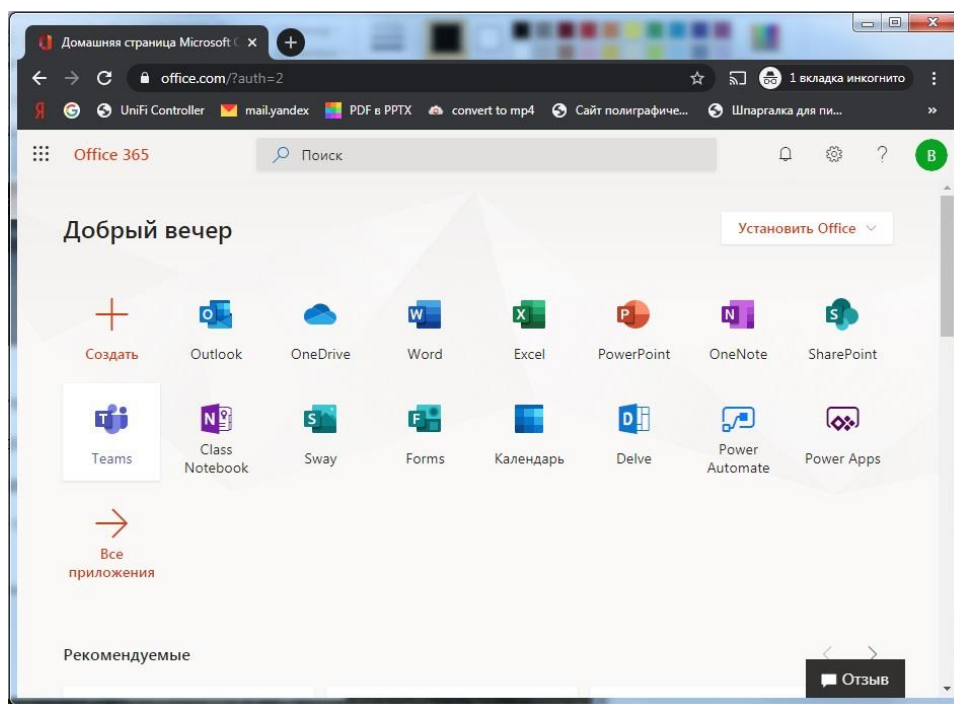 Домашняя страница Microsoft
office.com/?auth=2
1 вкладка инкогнито
Я G UniFi Controller mail.yandex PDF в PPTX convert to mp4 Сайт полиграфиче... Шпаргалка для пи... »
Office 365 Поиск ? B
Добрый вечер
Установить Office
Создать Outlook OneDrive Word Excel PowerPoint OneNote SharePoint
Teams Class Notebook Sway Forms Календарь Delve Power Automate Power Apps
Все
приложения
Рекомендуемые
Отзыв